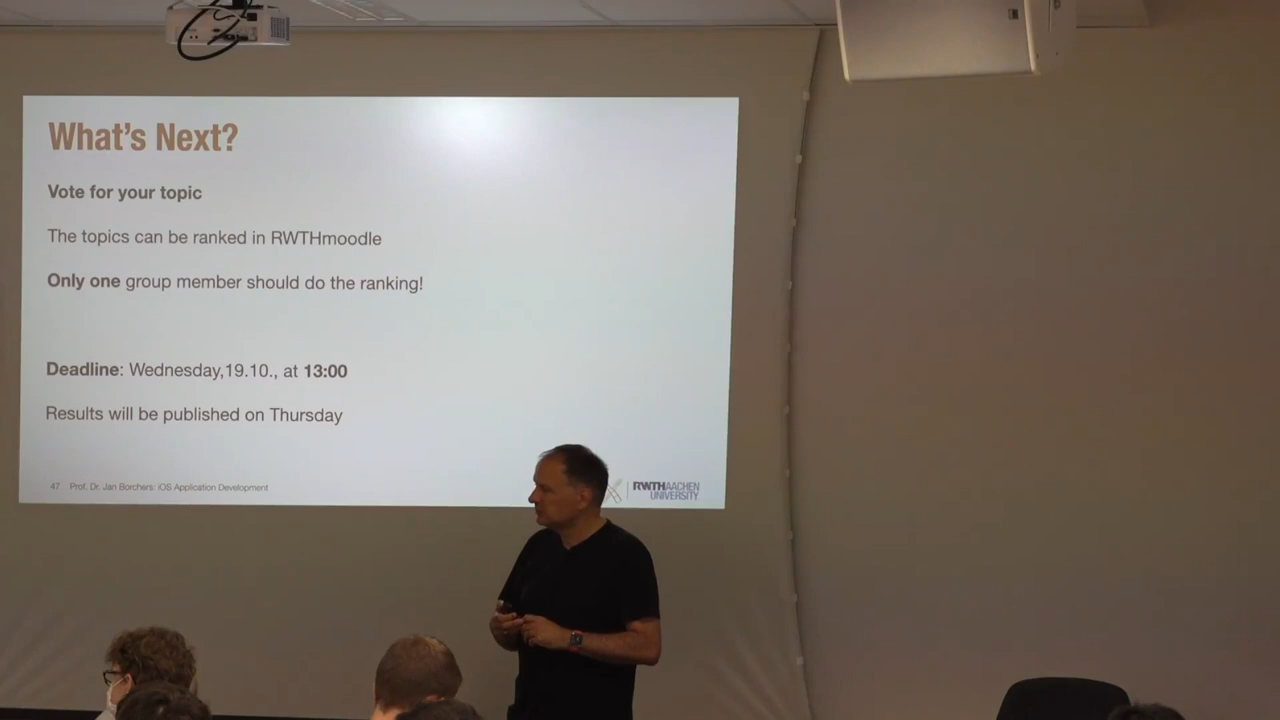 What's Next?
Vote for your topic
The topics can be ranked in RWTHmoodle
Only one group member should do the ranking!
Deadline: Wednesday,19.10., at 13:00
Results will be published on Thursday
47 Prof. Dr. Jan Borchers: iOS Application Development
RWTHAACHEN
UNIVERSITY